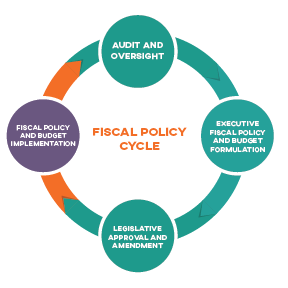 AUDIT AND
OVERSIGHT
EXECUTIVE
FISCAL POLICY
AND BUDGET
FORMULATION
FISCAL POLICY
AND BUDGET
IMPLEMENTATION
FISCAL POLICY
CYCLE
LEGISLATIVE
APPROVAL AND
AMENDMENT